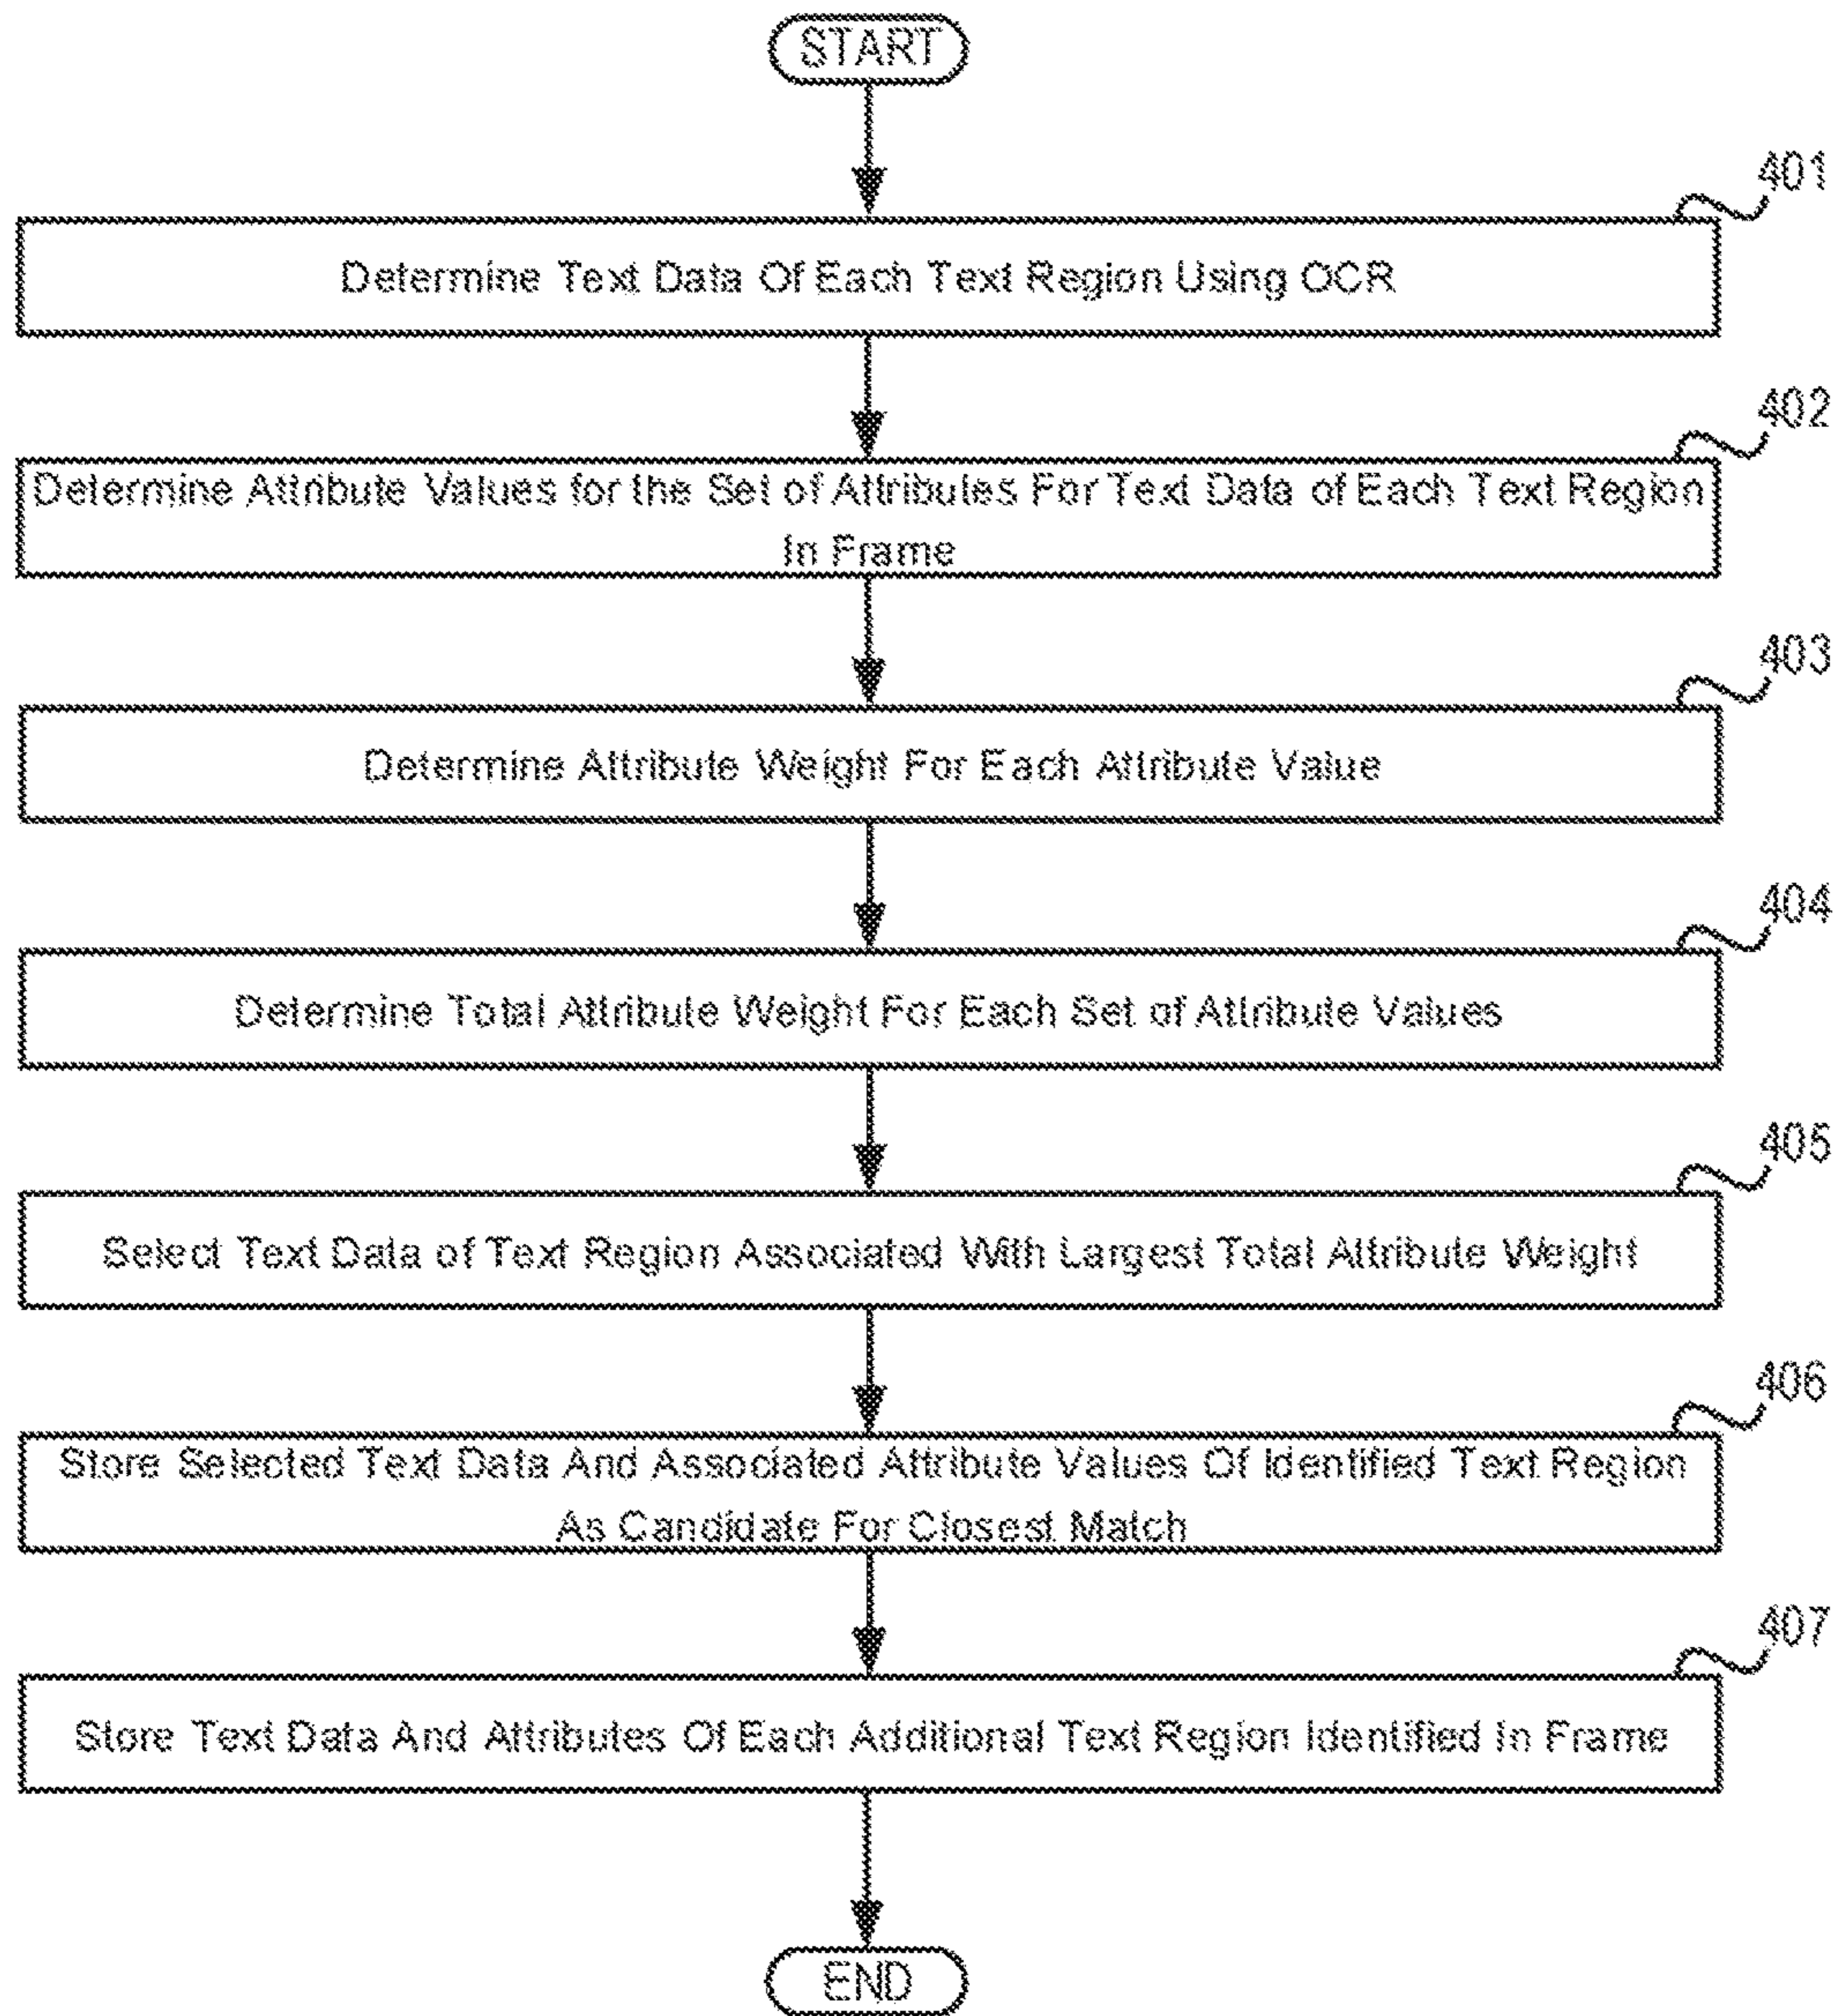 START
401
Determine Text Data Of Each Text Region Using OCR
402
Determine Attribute Values for the Set of Attributes For Text Data of Each Text Region
In Frame
403
Determine Attribute Weight For Each Attribute Value
404
Determine Total Attribute Weight For Each Set of Attribute Values
405
Select Text Data of Text Region Associated With Largest Total Attribute Weight
406
Store Selected Text Data And Associated Attribute Values Of Identified Text Region
As Candidate For Closest Match
407
Store Text Data And Attributes Of Each Additional Text Region Identified In Frame
END